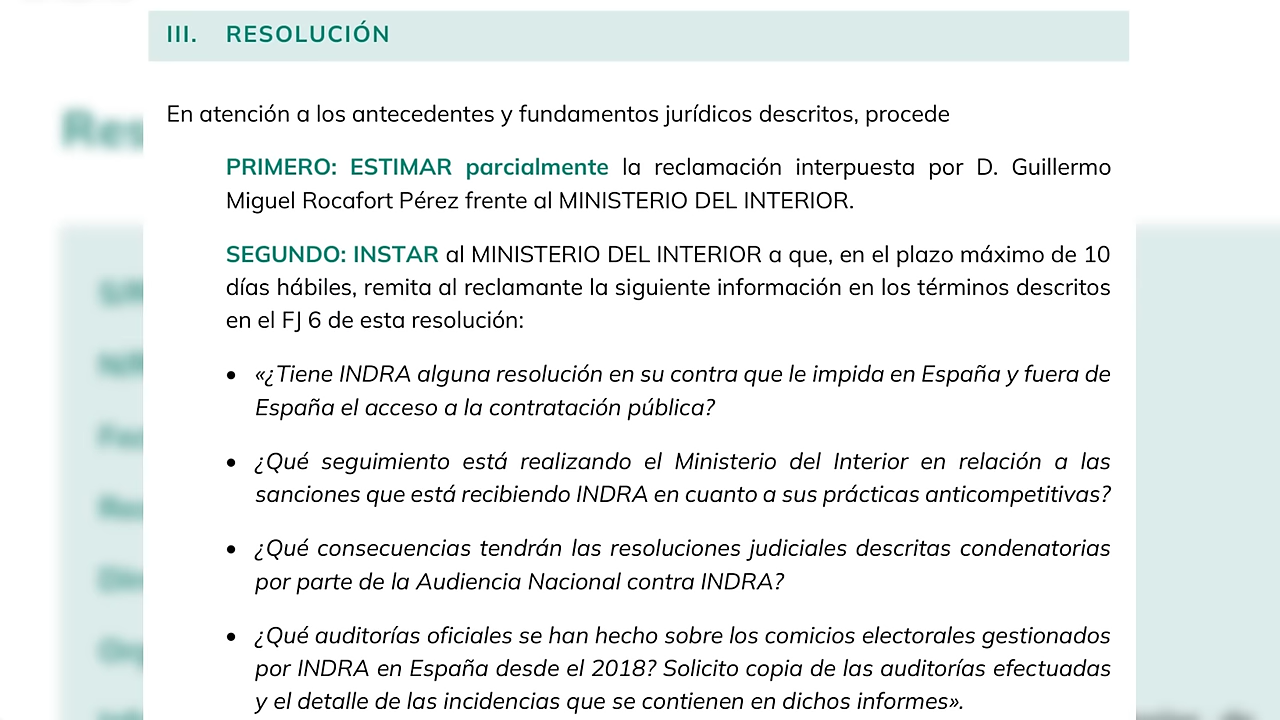 III. RESOLUCIÓN
En atención a los antecedentes y fundamentos jurídicos descritos, procede
PRIMERO: ESTIMAR parcialmente la reclamación interpuesta por D. Guillermo
Miguel Rocafort Pérez frente al MINISTERIO DEL INTERIOR.
SEGUNDO: INSTAR al MINISTERIO DEL INTERIOR a que, en el plazo máximo de 10
días hábiles, remita al reclamante la siguiente información en los términos descritos
en el FJ 6 de esta resolución:
• «¿Tiene INDRA alguna resolución en su contra que le impida en España y fuera de
España el acceso a la contratación pública?
• ¿Qué seguimiento está realizando el Ministerio del Interior en relación a las
sanciones que está recibiendo INDRA en cuanto a sus prácticas anticompetitivas?
• ¿Qué consecuencias tendrán las resoluciones judiciales descritas condenatorias
por parte de la Audiencia Nacional contra INDRA?
• ¿Qué auditorías oficiales se han hecho sobre los comicios electorales gestionados
por INDRA en España desde el 2018? Solicito copia de las auditorías efectuadas
y el detalle de las incidencias que se contienen en dichos informes».